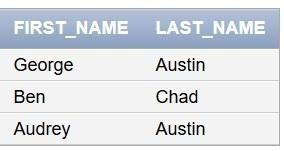 FIRST_NAME LAST_NAME
George Austin
Ben Chad
Audrey Austin